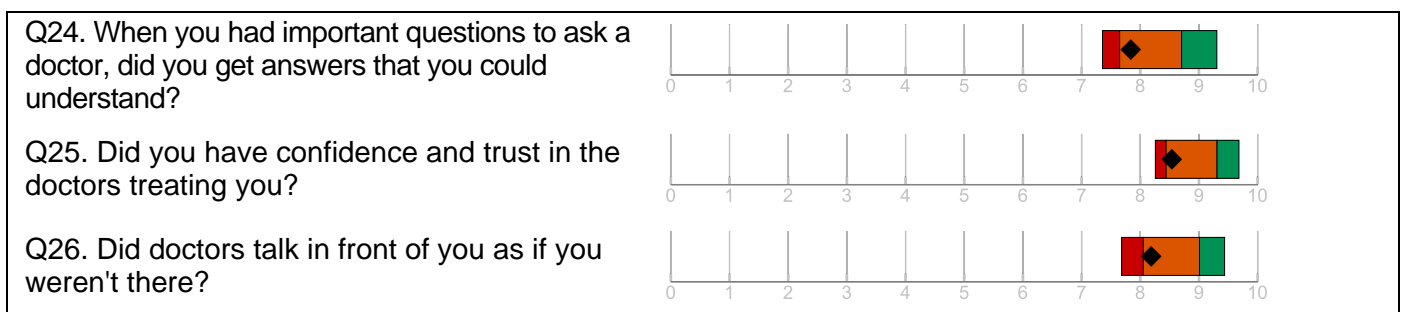 Q24. When you had important questions to ask a
doctor, did you get answers that you could
understand?
0 1 2 3 4 5 6 7 8 9 10
Q25. Did you have confidence and trust in the
doctors treating you?
0 1 2 3 4 5 6 7 8 9 10
Q26. Did doctors talk in front of you as if you
weren't there?
0 1 2 3 4 5 6 7 8 9 10